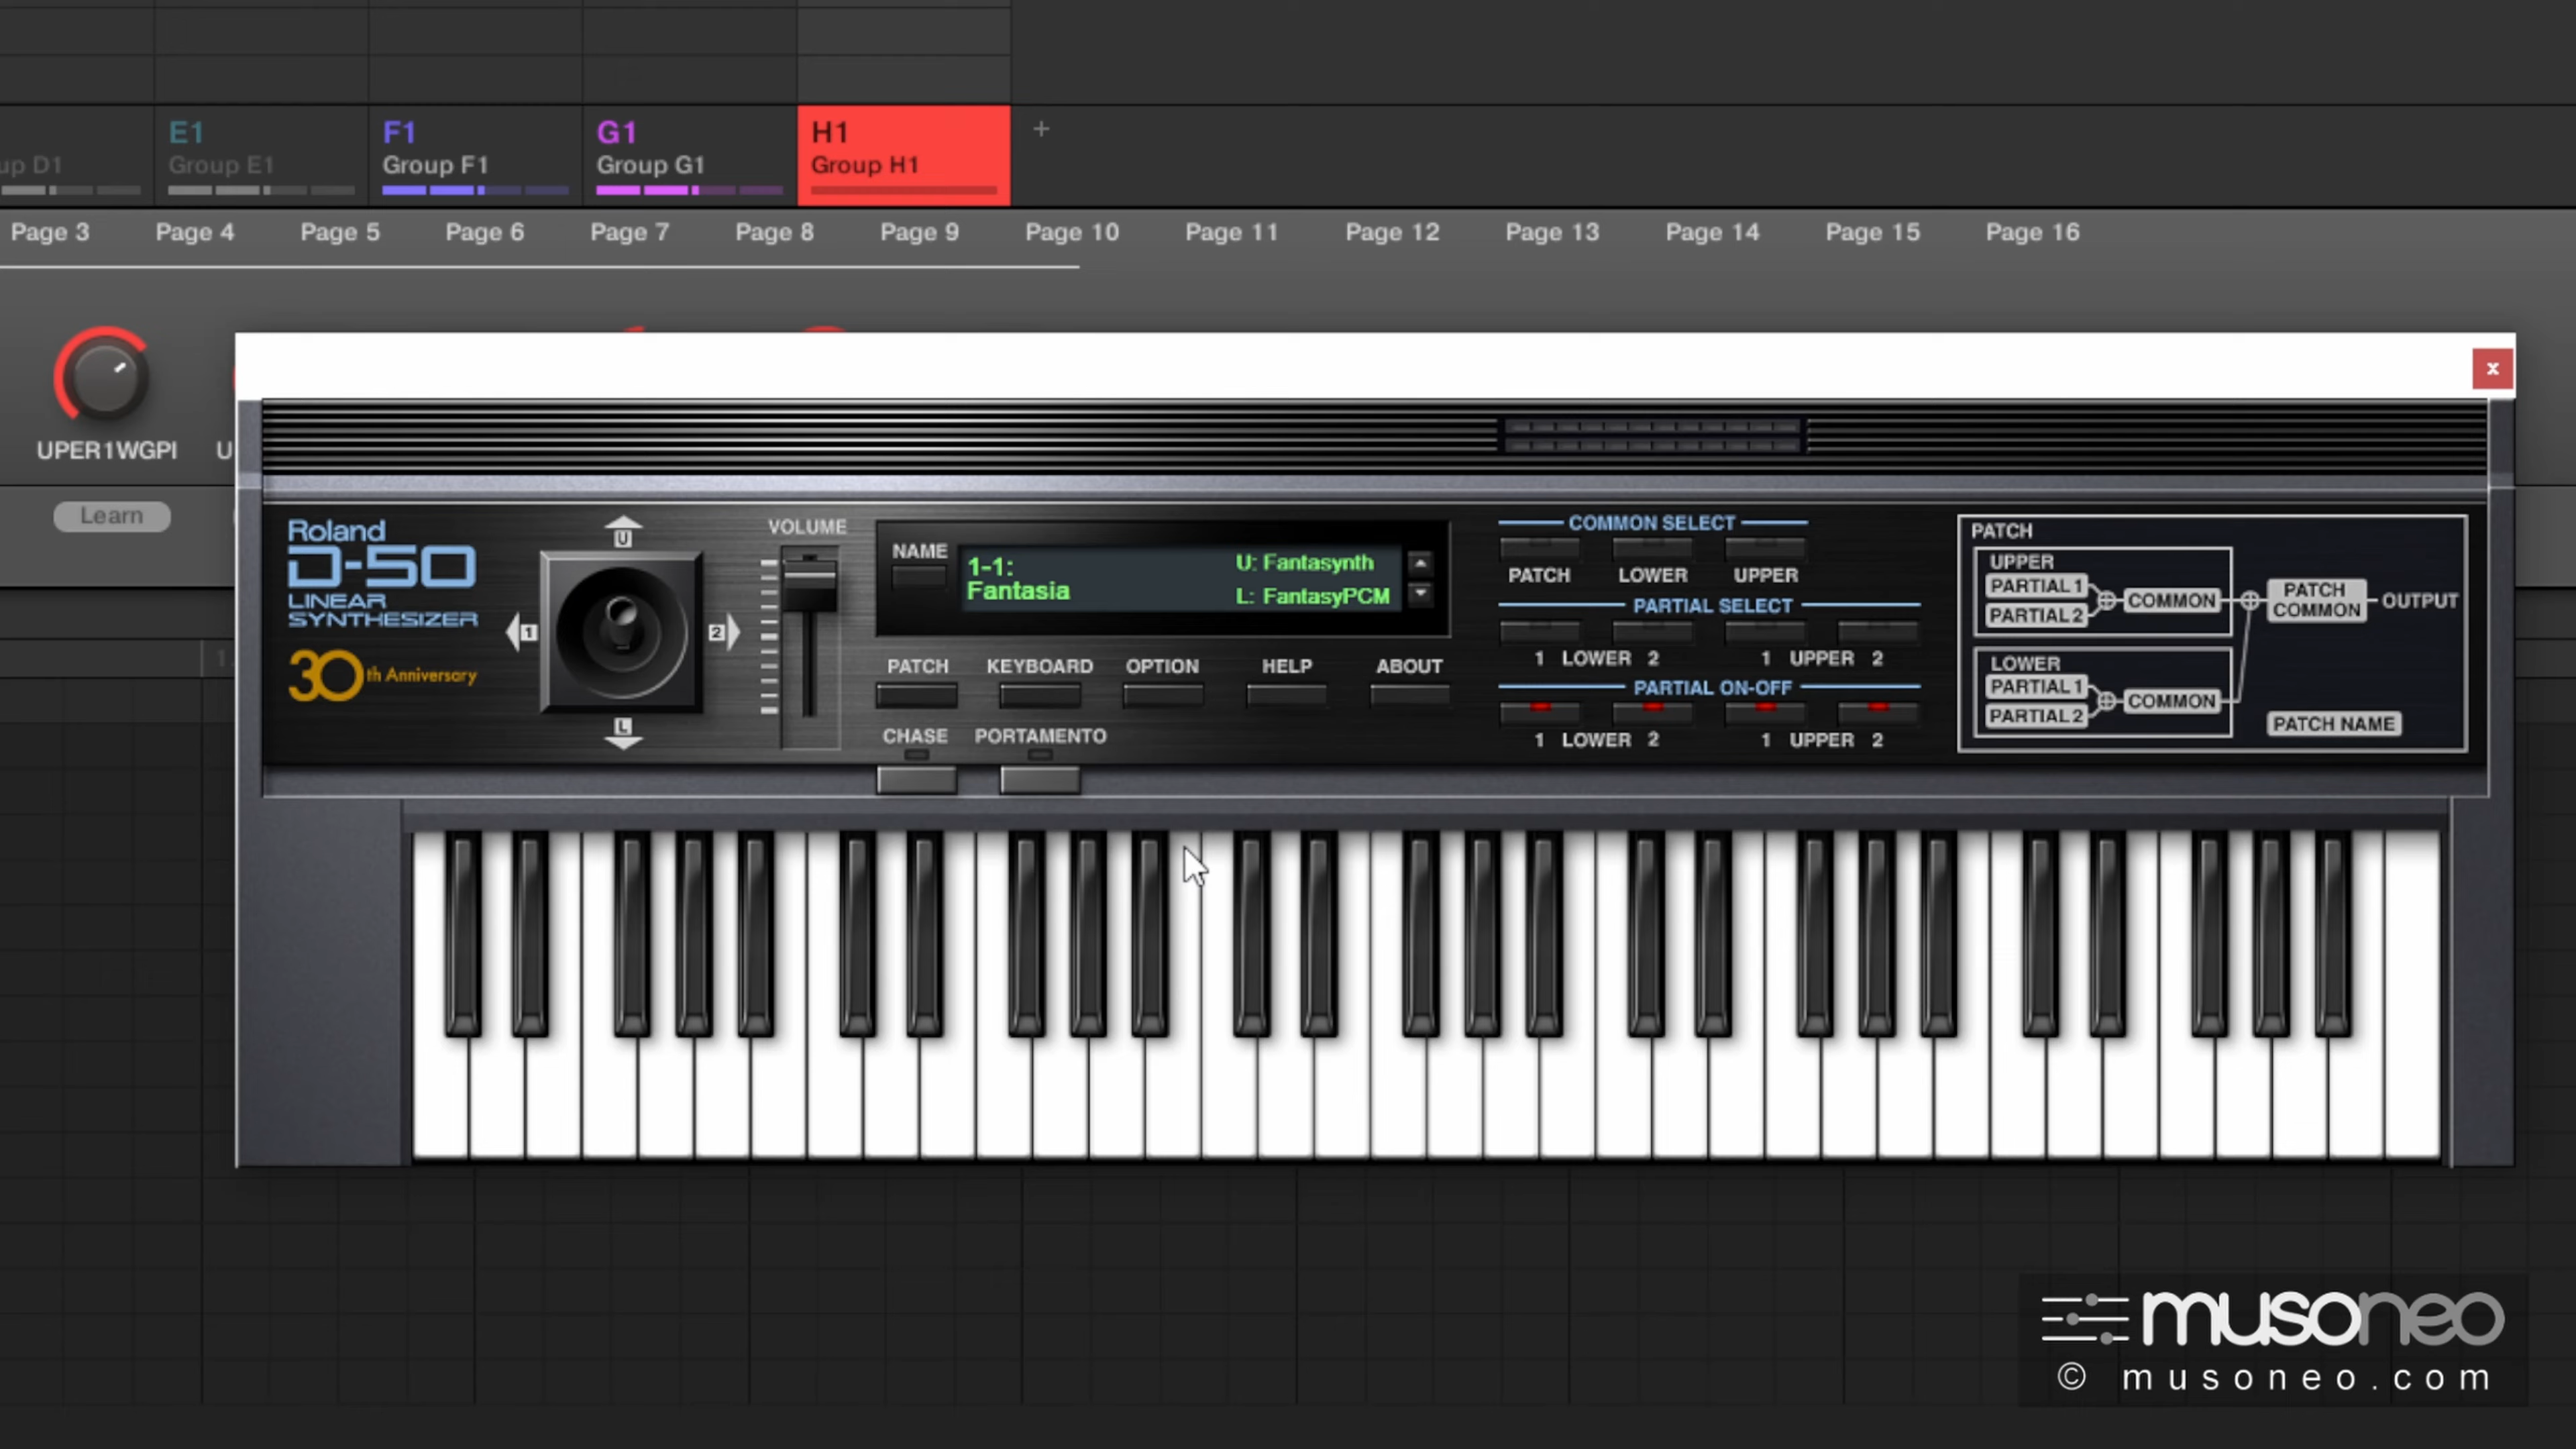 E1 F1 G1 H1 +
up D1 Group E1 Group F1 Group G1 Group H1
Page 3 Page 4 Page 5 Page 6 Page 7 Page 8 Page 9 Page 10 Page 11 Page 12 Page 13 Page 14 Page 15 Page 16
x
UPER1WGPI U
Learn
Roland
D-50
LINEAR
SYNTHESIZER
30th Anniversary
U
1
2
L
VOLUME
NAME
1-1:
Fantasia
U: Fantasynth
L: FantasyPCM
PATCH KEYBOARD OPTION HELP ABOUT
CHASE PORTAMENTO
COMMON SELECT
PATCH LOWER UPPER
PARTIAL SELECT
1 LOWER 2 1 UPPER 2
PARTIAL ON-OFF
1 LOWER 2 1 UPPER 2
PATCH
UPPER
PARTIAL 1
PARTIAL 2
COMMON
PATCH
COMMON
OUTPUT
LOWER
PARTIAL 1
PARTIAL 2
COMMON
PATCH NAME
1
musoneo
© musoneo.com